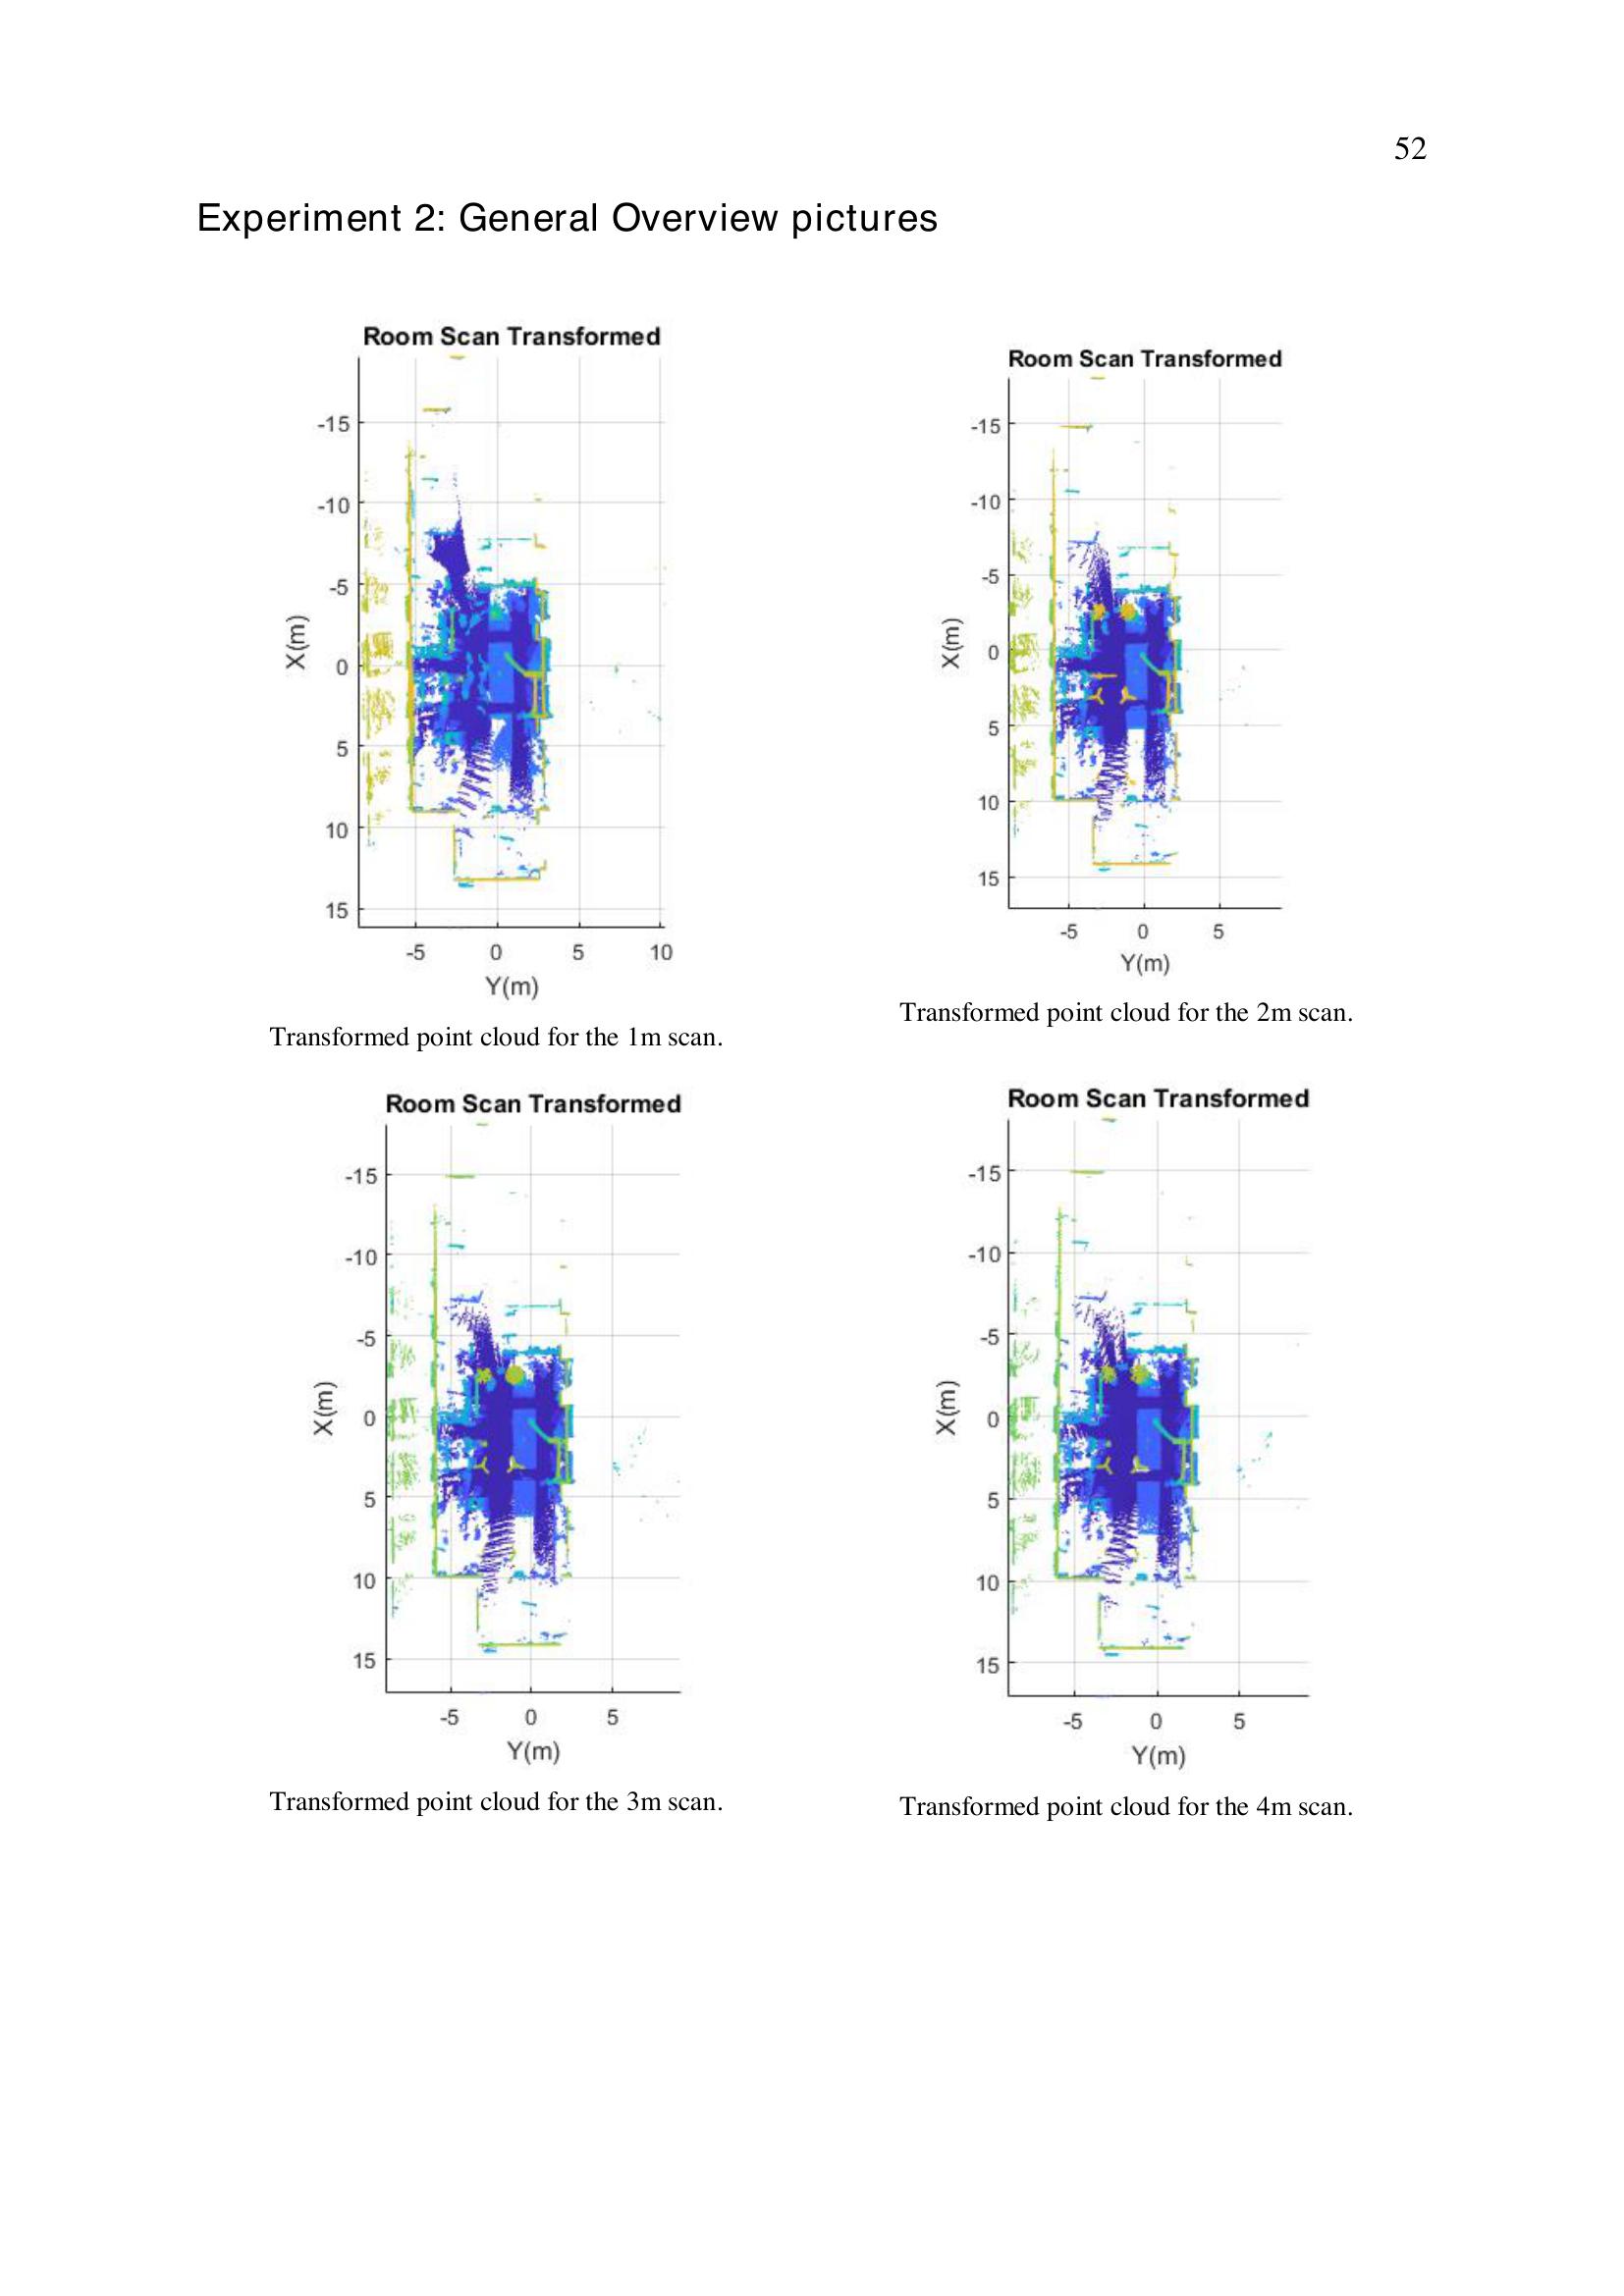 52
Experiment 2: General Overview pictures
Room Scan Transformed
-15
-10
-5
0
5
10
15
X(m)
-5 0 5 10
Y(m)
Transformed point cloud for the 1m scan.
Room Scan Transformed
-15
-10
-5
0
5
10
15
X(m)
-5 0 5
Y(m)
Transformed point cloud for the 2m scan.
Room Scan Transformed
-15
-10
-5
0
5
10
15
X(m)
-5 0 5
Y(m)
Transformed point cloud for the 3m scan.
Room Scan Transformed
-15
-10
-5
0
5
10
15
X(m)
-5 0 5
Y(m)
Transformed point cloud for the 4m scan.